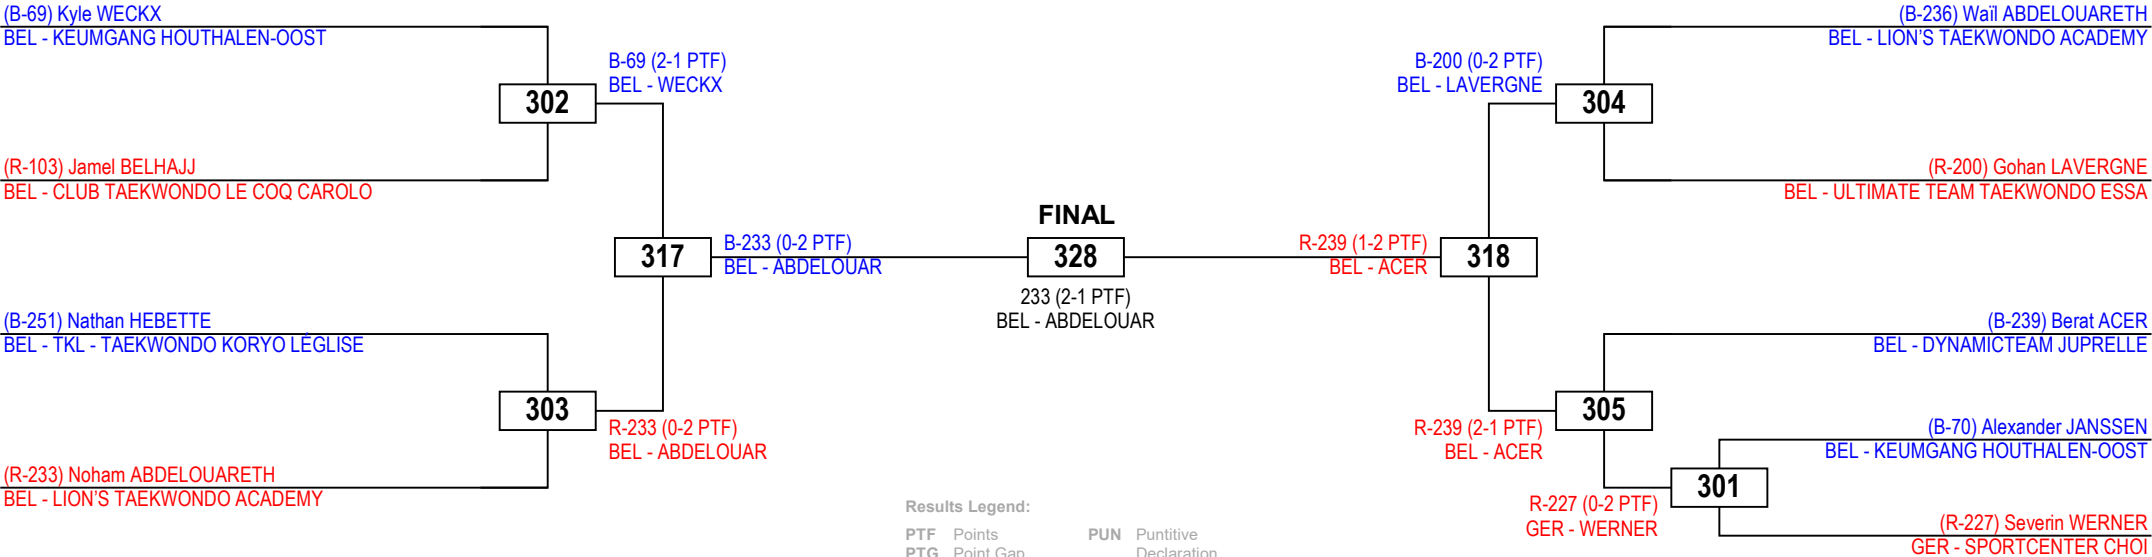 (B-69) Kyle WECKX
BEL - KEUMGANG HOUTHALEN-OOST
B-69 (2-1 PTF)
BEL - WECKX
302
(R-103) Jamel BELHAJJ
BEL - CLUB TAEKWONDO LE COQ CAROLO
317
B-233 (0-2 PTF)
BEL - ABDELOUAR
(B-251) Nathan HEBETTE
BEL - TKL - TAEKWONDO KORYO LÉGLISE
303
R-233 (0-2 PTF)
BEL - ABDELOUAR
(R-233) Noham ABDELOUARETH
BEL - LION'S TAEKWONDO ACADEMY
FINAL
328
233 (2-1 PTF)
BEL - ABDELOUAR
(B-236) Waïl ABDELOUARETH
BEL - LION'S TAEKWONDO ACADEMY
B-200 (0-2 PTF)
BEL - LAVERGNE
304
(R-200) Gohan LAVERGNE
BEL - ULTIMATE TEAM TAEKWONDO ESSA
R-239 (1-2 PTF)
BEL - ACER
318
(B-239) Berat ACER
BEL - DYNAMICTEAM JUPRELLE
305
R-239 (2-1 PTF)
BEL - ACER
(B-70) Alexander JANSSEN
BEL - KEUMGANG HOUTHALEN-OOST
301
R-227 (0-2 PTF)
GER - WERNER
(R-227) Severin WERNER
GER - SPORTCENTER CHOI
Results Legend:
PTF Points PUN Puntitive
PTG Point Gap Declaration